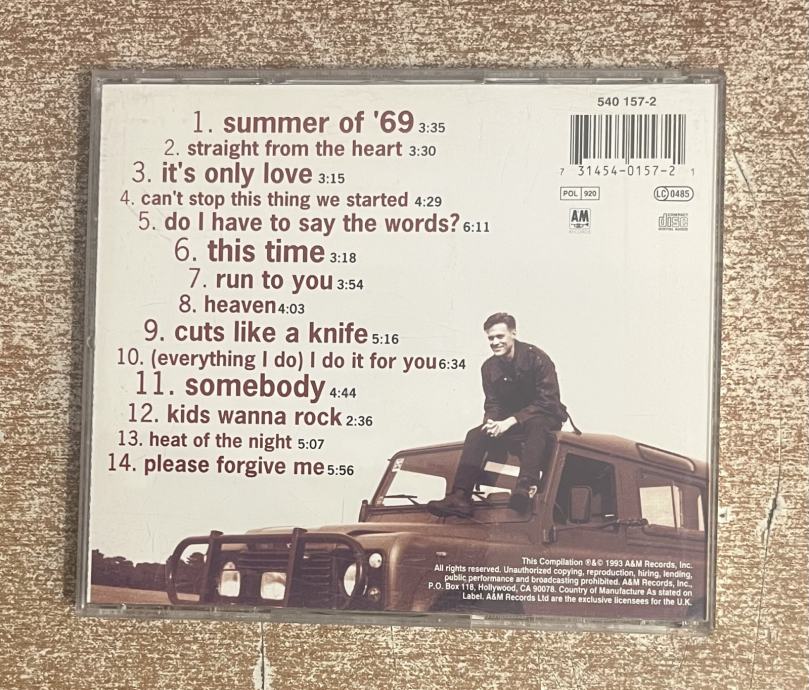 1. summer of '69 3:35
2. straight from the heart 3:30
3. it's only love 3:15
4. can't stop this thing we started 4:29
5. do I have to say the words? 6:11
6. this time 3:18
7. run to you 3:54
8. heaven 4:03
9. cuts like a knife 5:16
10. (everything I do) I do it for you 6:34
11. somebody 4:44
12. kids wanna rock 2:36
13. heat of the night 5:07
14. please forgive me 5:56
540 157-2
7 31454-0157-2 1
POL 920
LC 0485
AM
RECORDS
COMPACT
disc
DIGITAL AUDIO
This Compilation ℗&© 1993 A&M Records, Inc.
All rights reserved. Unauthorized copying, reproduction, hiring, lending,
public performance and broadcasting prohibited. A&M Records, Inc.,
P.O. Box 118, Hollywood, CA 90078. Country of Manufacture As stated on
Label. A&M Records Ltd are the exclusive licensees for the U.K.